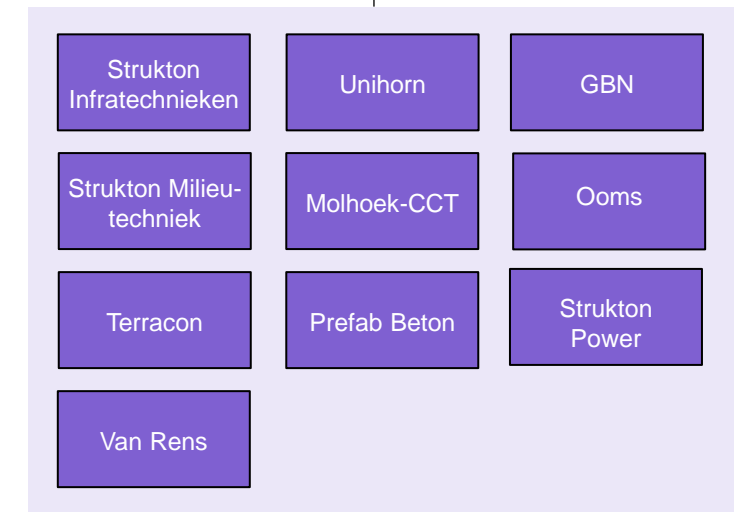 Strukton
Infratechnieken
Unihorn
GBN
Strukton Milieu-
techniek
Molhoek-CCT
Ooms
Terracon
Prefab Beton
Strukton
Power
Van Rens